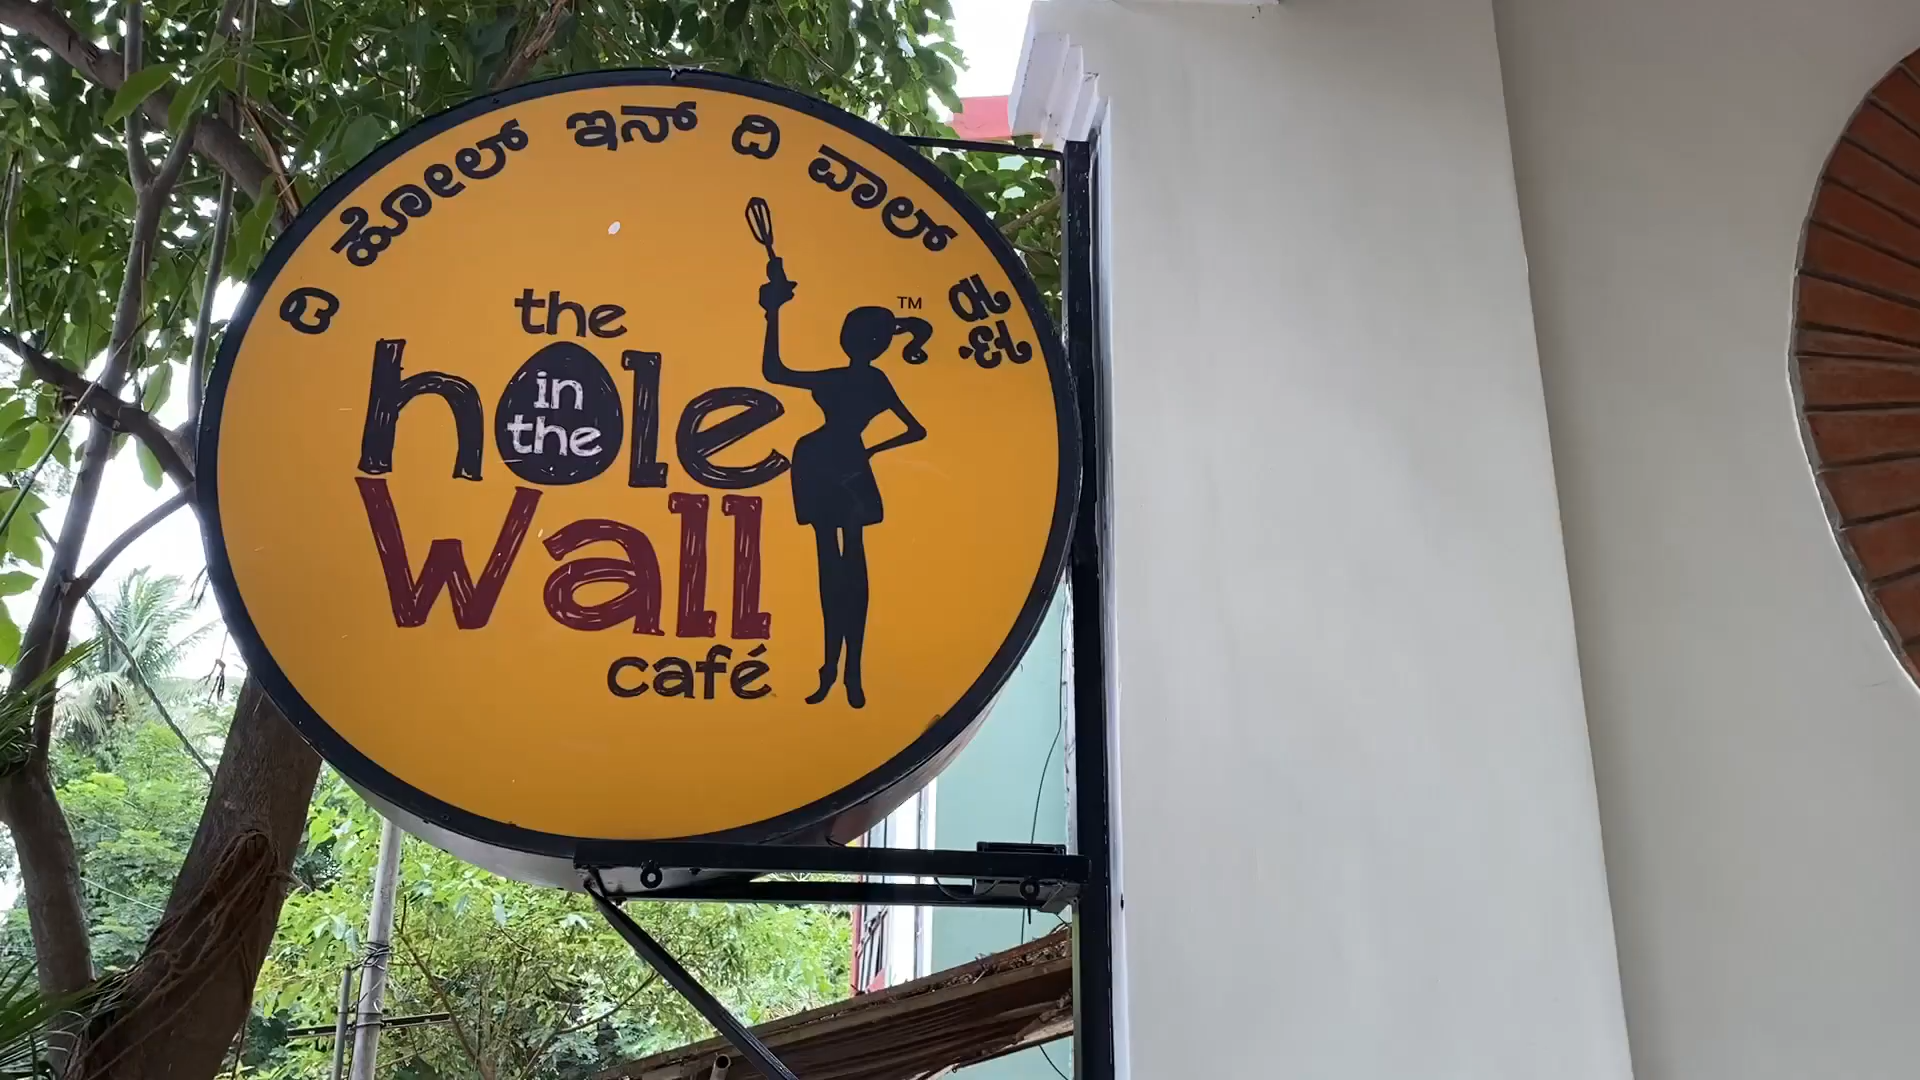 ದಿ ಹೋಲ್ ಇನ್ ದಿ ವಾಲ್ ಕೆಫೆ
the
hole
in
the
Wall
café
TM